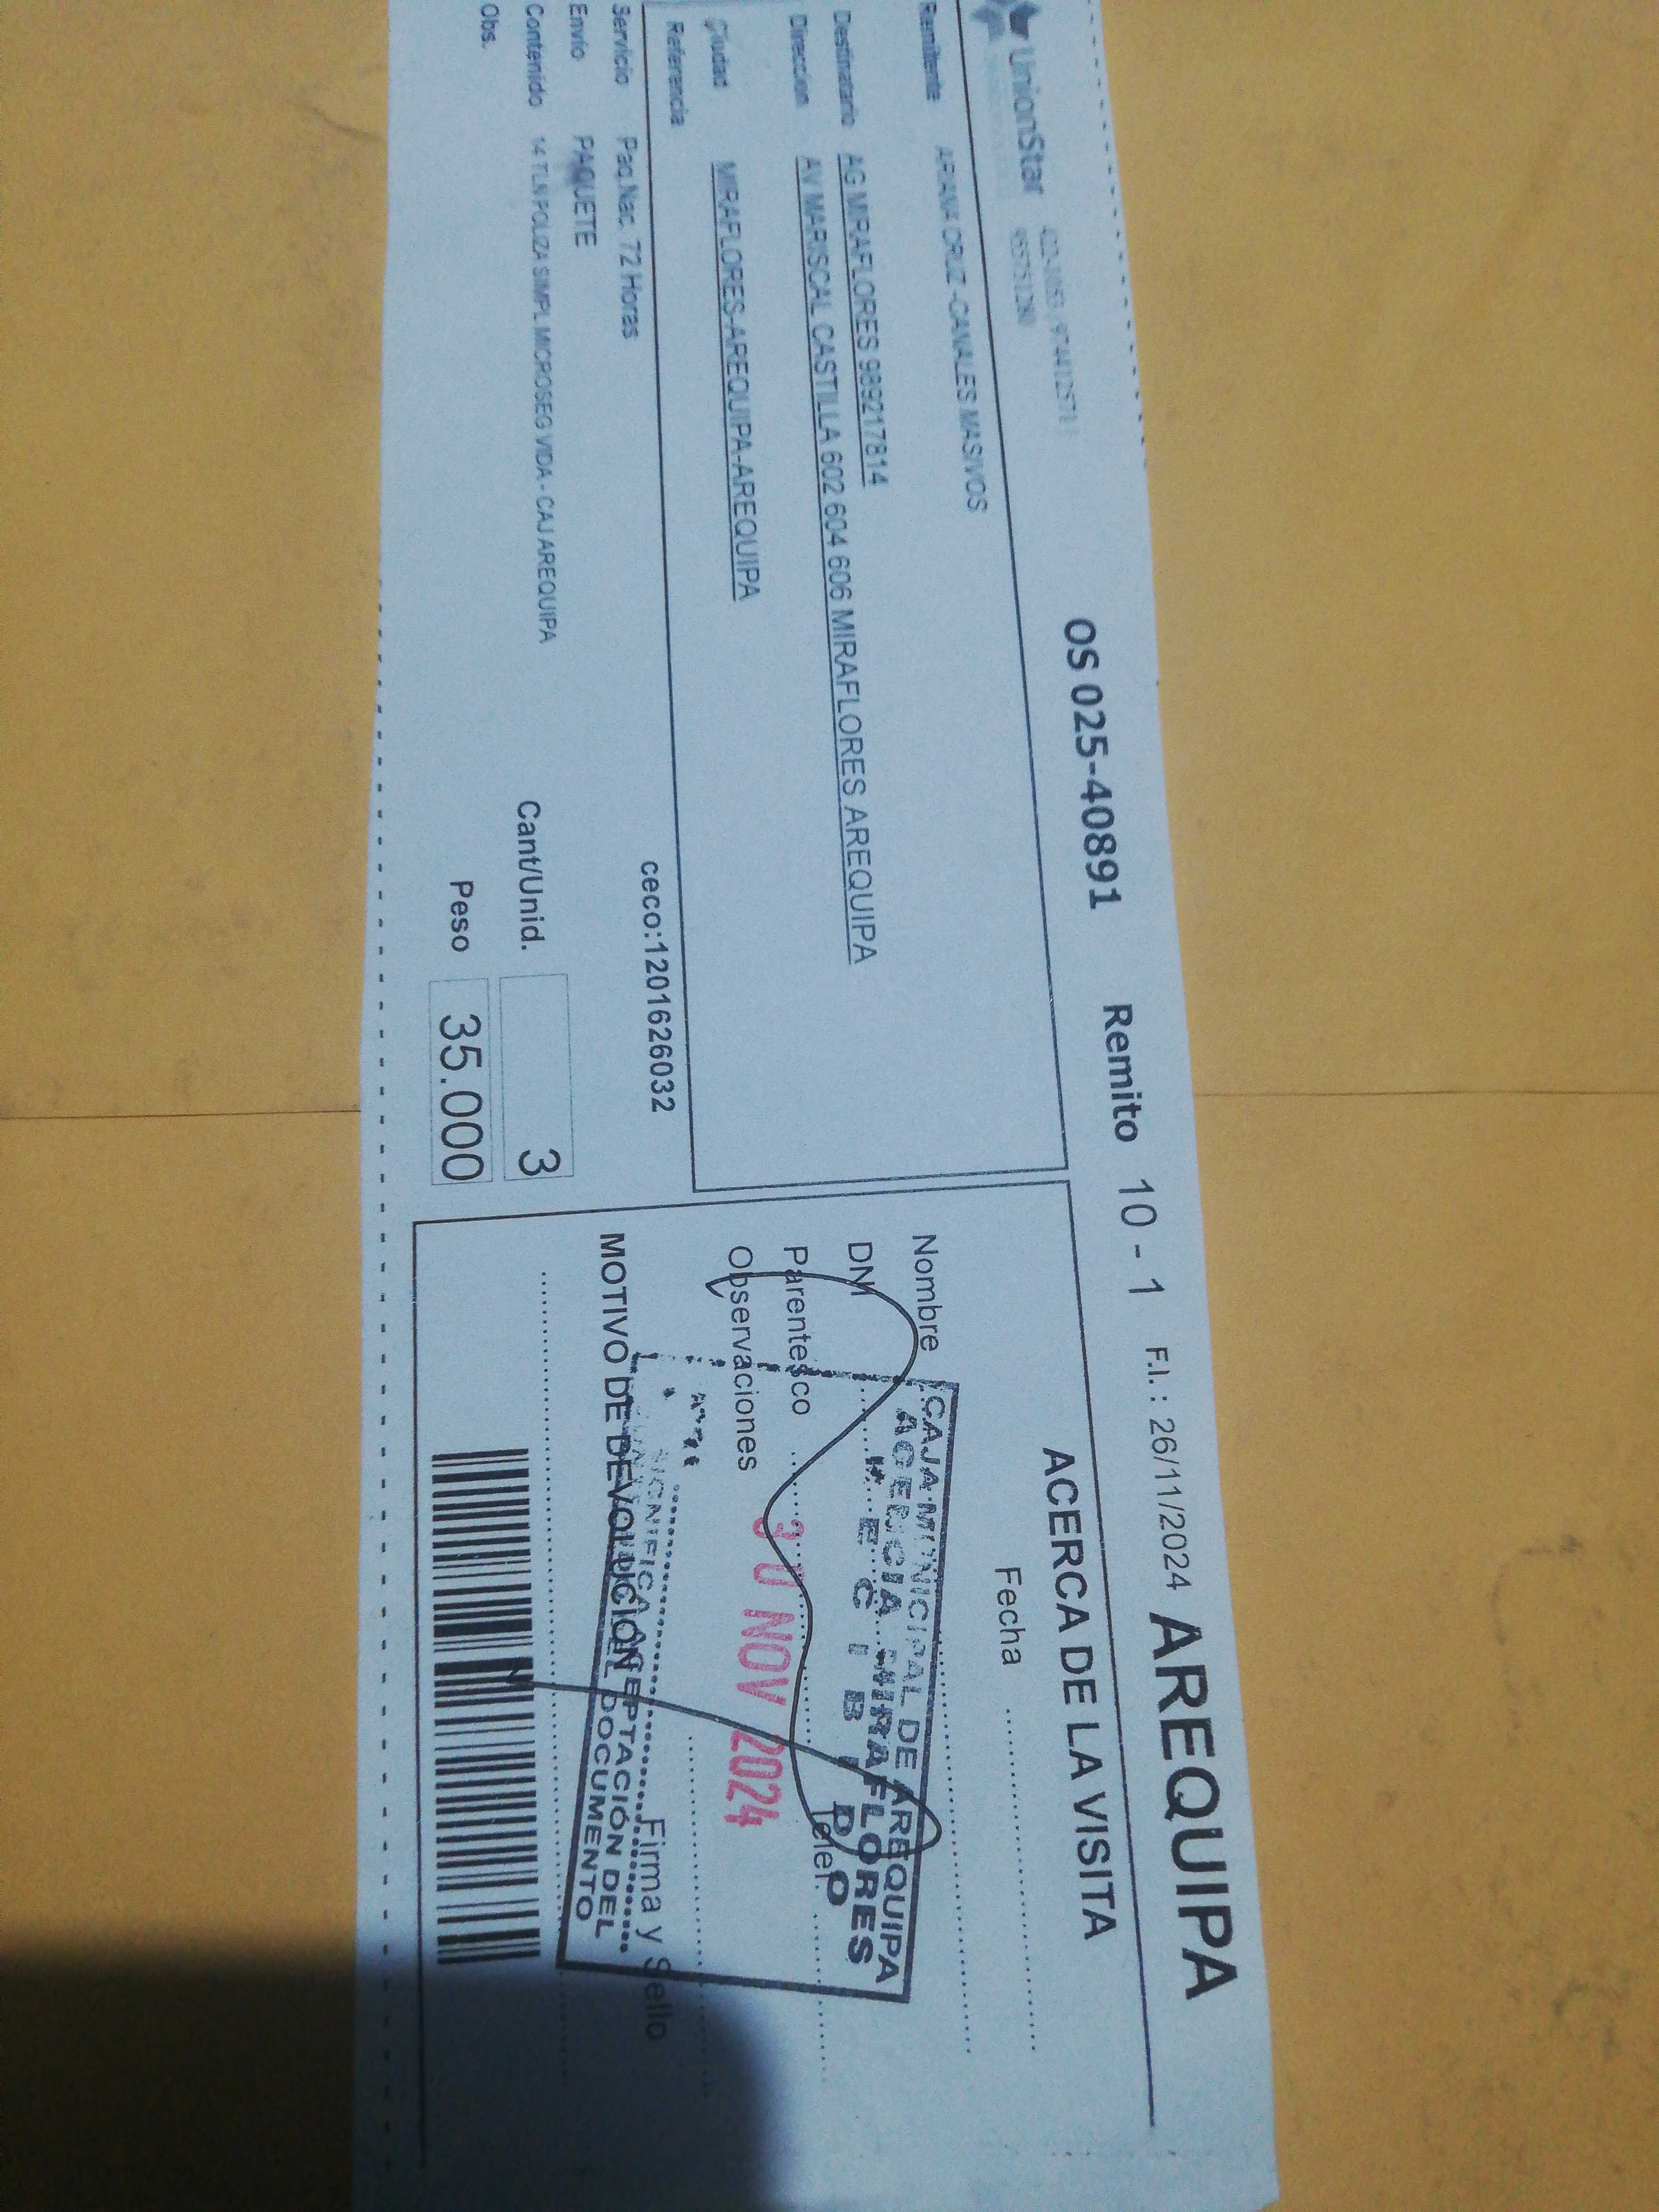 UnionStar
OS 025-40891 Remito 10 - 1 F.I. : 26/11/2024 AREQUIPA
Remitente ARIANA CRUZ -CANALES MASIVOS
Destinatario AG MIRAFLORES 989217814
Direccion AV MARISCAL CASTILLA 602 604 606 MIRAFLORES AREQUIPA
Ciudad MIRAFLORES-AREQUIPA-AREQUIPA
Referencia
Servicio Paq.Nac. 72 Horas ceco:1201626032
Envio PAQUETE
Contenido 14 TLN POLIZA SIMPL MICROSEG VIDA - CAJ AREQUIPA
Cant/Unid. 3
Obs.
Peso 35.000
ACERCA DE LA VISITA
Fecha
Nombre
DNI
Telef.
Parentesco
Observaciones
Firma y Sello
MOTIVO DE DEVOLUCION
CAJA MUNICIPAL DE AREQUIPA
AGENCIA MIRAFLORES
RECIBIDO
30 NOV 2024
SIGNIFICA ACEPTACIÓN DEL
DOCUMENTO